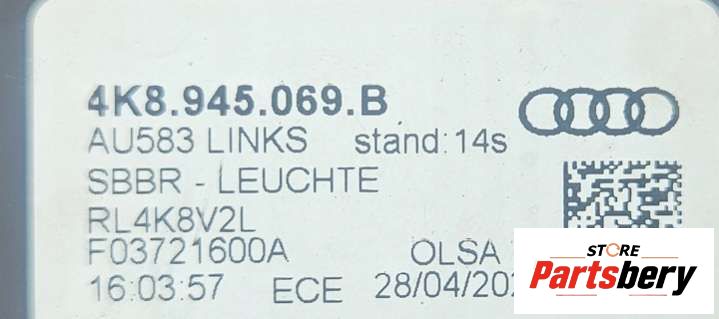 4K8.945.069.B
AU583 LINKS stand:14s
SBBR - LEUCHTE
RL4K8V2L
F03721600A OLSA
16:03:57 ECE 28/04/202
STORE
Partsbery